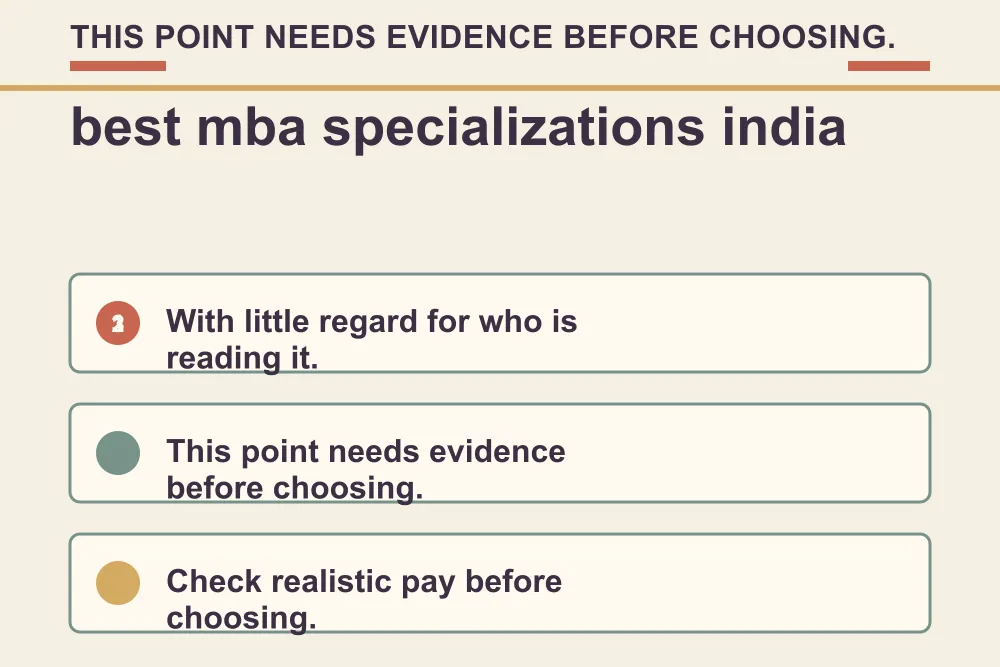 THIS POINT NEEDS EVIDENCE BEFORE CHOOSING.
best mba specializations india
With little regard for who is
reading it.
This point needs evidence
before choosing.
Check realistic pay before
choosing.